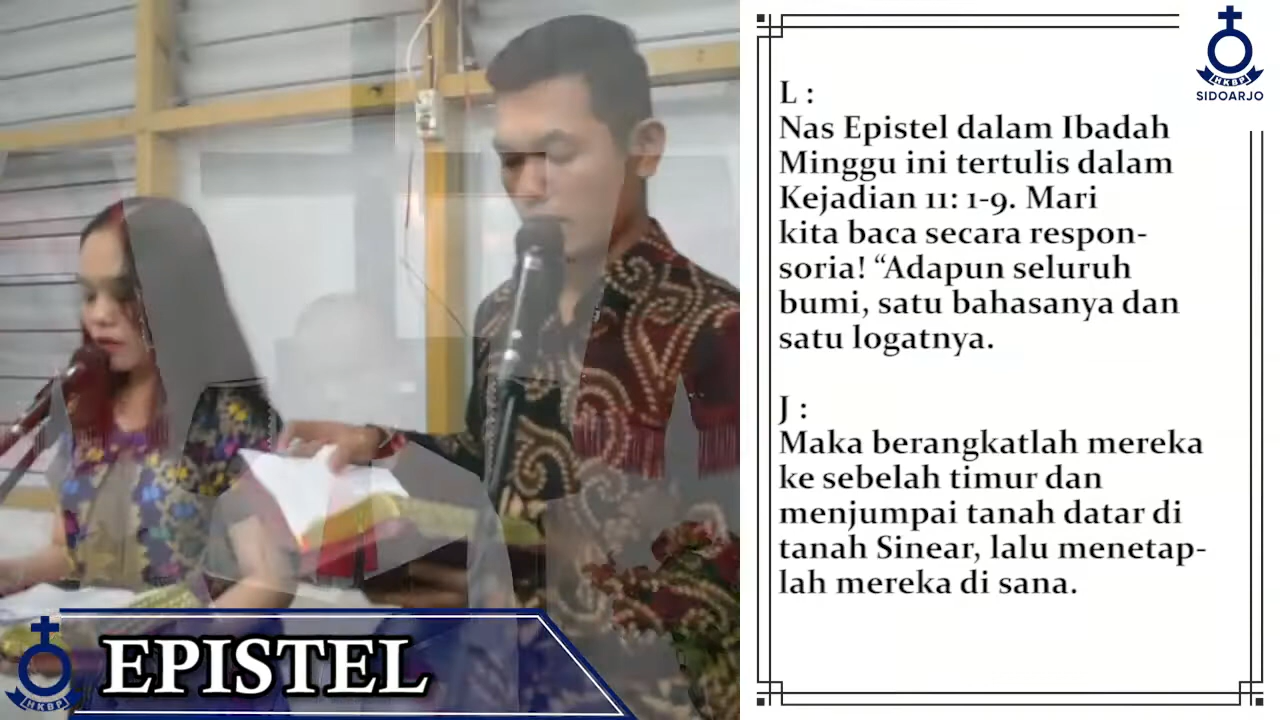 HKBP
SIDOARJO
L :
Nas Epistel dalam Ibadah
Minggu ini tertulis dalam
Kejadian 11: 1-9. Mari
kita baca secara respon-
soria! “Adapun seluruh
bumi, satu bahasanya dan
satu logatnya.
J :
Maka berangkatlah mereka
ke sebelah timur dan
menjumpai tanah datar di
tanah Sinear, lalu menetap-
lah mereka di sana.
HKBP
EPISTEL